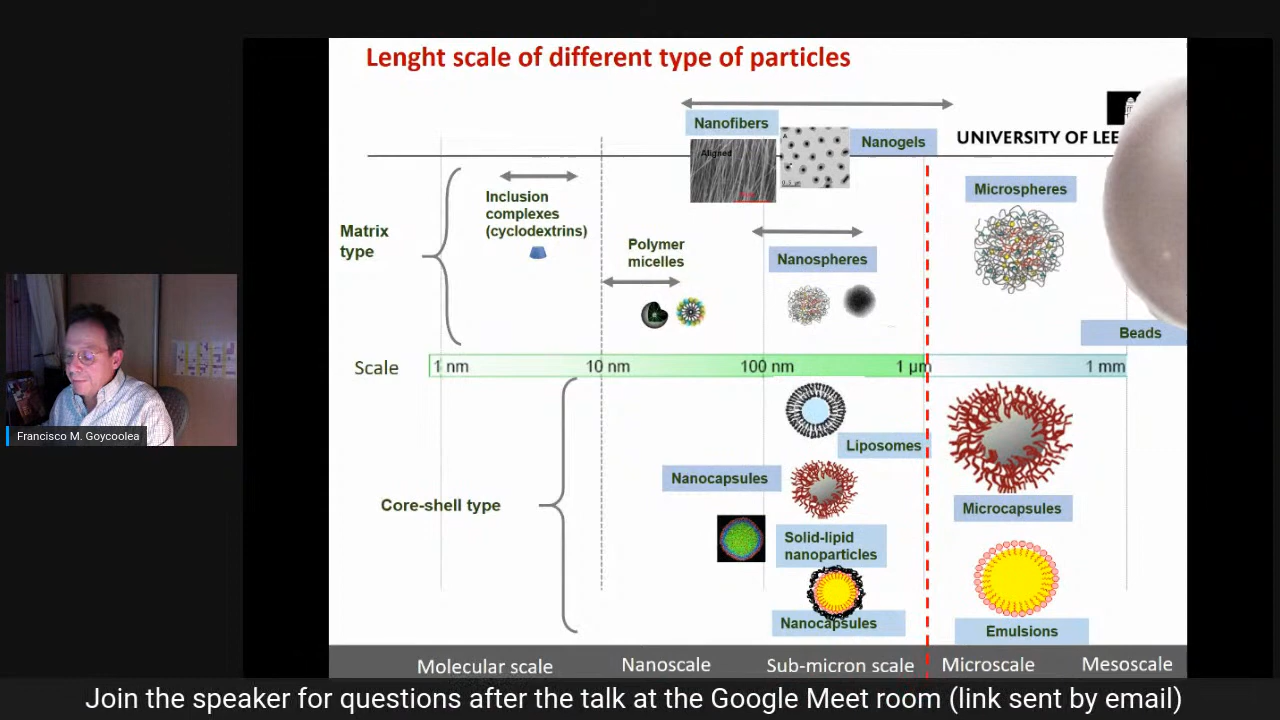 Lenght scale of different type of particles
Nanofibers
Nanogels
UNIVERSITY OF LEE
Aligned
A
Microspheres
Inclusion
complexes
(cyclodextrins)
Matrix
type
Polymer
micelles
Nanospheres
Beads
Scale
1 nm
10 nm
100 nm
1 µm
1 mm
Liposomes
Nanocapsules
Core-shell type
Microcapsules
Solid-lipid
nanoparticles
Nanocapsules
Emulsions
Molecular scale
Nanoscale
Sub-micron scale
Microscale
Mesoscale
Francisco M. Goycoolea
Join the speaker for questions after the talk at the Google Meet room (link sent by email)